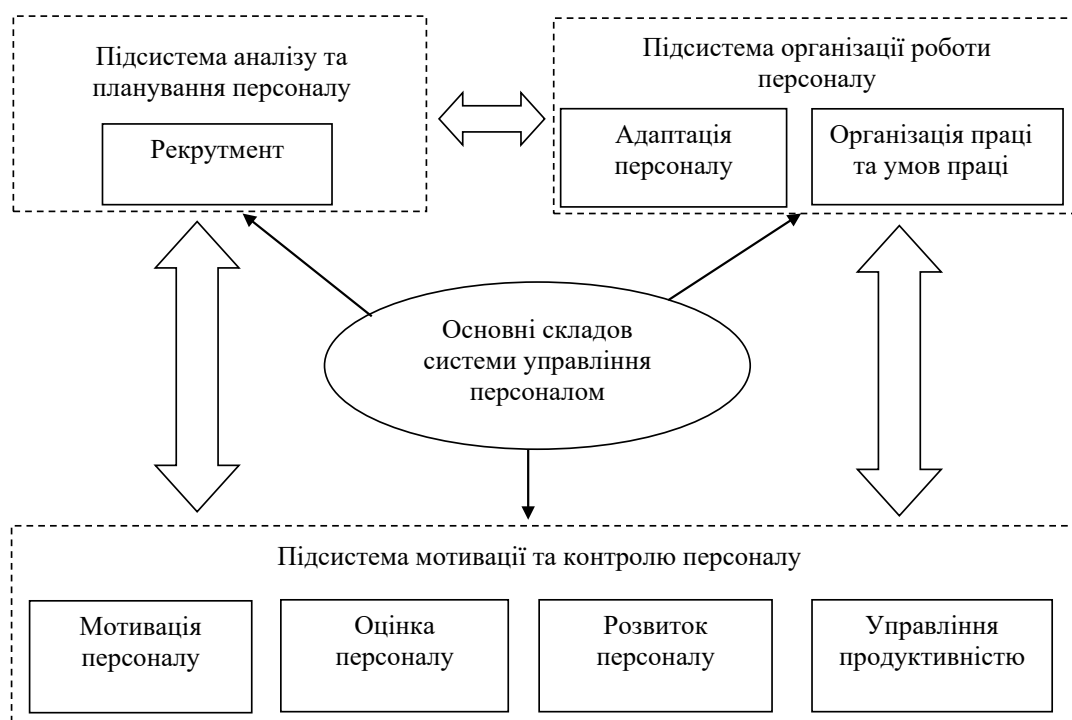 Підсистема аналізу та
планування персоналу
Рекрутмент
Підсистема організації роботи
персоналу
Адаптація
персоналу
Організація праці
та умов праці
Основні складов
системи управління
персоналом
Підсистема мотивації та контролю персоналу
Мотивація
персоналу
Оцінка
персоналу
Розвиток
персоналу
Управління
продуктивністю